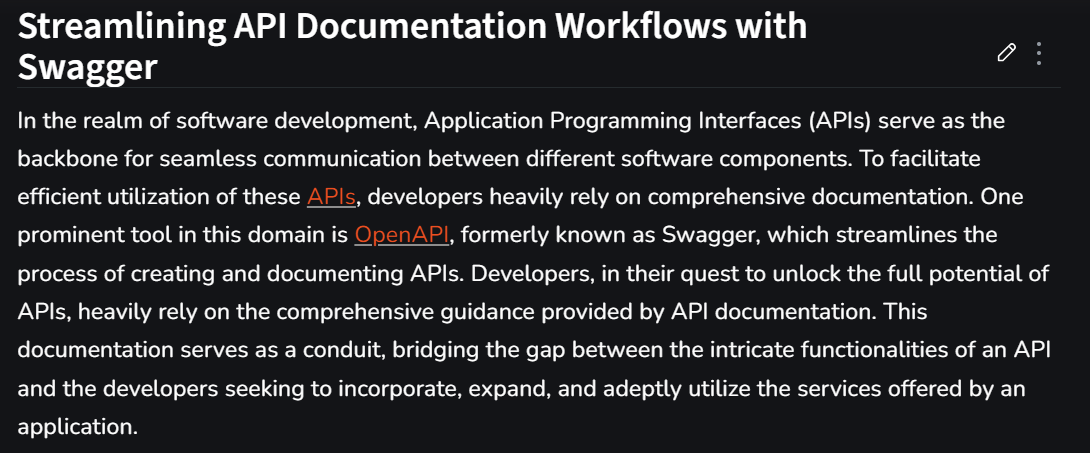 Streamlining API Documentation Workflows with
Swagger
In the realm of software development, Application Programming Interfaces (APIs) serve as the
backbone for seamless communication between different software components. To facilitate
efficient utilization of these APIs, developers heavily rely on comprehensive documentation. One
prominent tool in this domain is OpenAPI, formerly known as Swagger, which streamlines the
process of creating and documenting APIs. Developers, in their quest to unlock the full potential of
APIs, heavily rely on the comprehensive guidance provided by API documentation. This
documentation serves as a conduit, bridging the gap between the intricate functionalities of an API
and the developers seeking to incorporate, expand, and adeptly utilize the services offered by an
application.